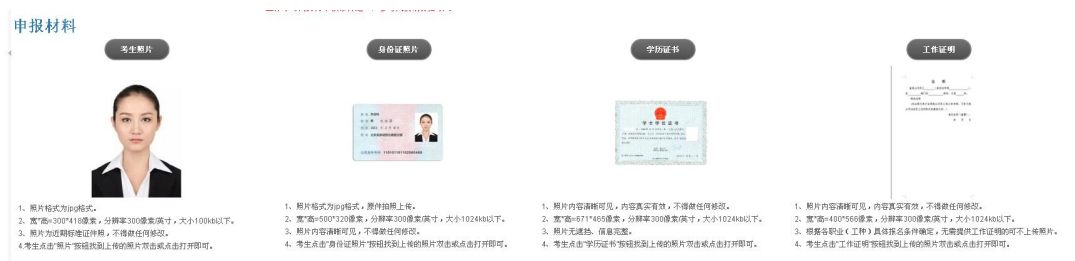 申报材料
考生照片
1、照片格式为jpg格式。
2、宽*高=300*418像素，分辨率300像素/英寸，大小100kb以下。
3、照片为近期标准证件照，不得做任何修改。
4.考生点击"照片"按钮找到上传的照片双击或点击打开即可。
身份证照片
1、照片格式为jpg格式，原件拍照上传。
2、宽*高=500*320像素，分辨率300像素/英寸，大小1024kb以下。
3、照片内容清晰可见，不得做任何修改。
4、考生点击"身份证照片"按钮找到上传的照片双击或点击打开即可。
学历证书
1、照片内容清晰可见，内容真实有效，不得做任何修改。
2、宽*高=671*465像素，分辨率300像素/英寸，大小1024kb以下。
3、照片无遮挡、信息完整。
4、考生点击"学历证书"按钮找到上传的照片双击或点击打开即可。
工作证明
证 明
1、照片内容清晰可见，内容真实有效，不得做任何修改。
2、宽*高=400*566像素，分辨率300像素/英寸，大小1024kb以下。
3、根据各职业（工种）具体报名条件确定，无需提供工作证明的可不上传照片。
4、考生点击"工作证明"按钮找到上传的照片双击或点击打开即可。